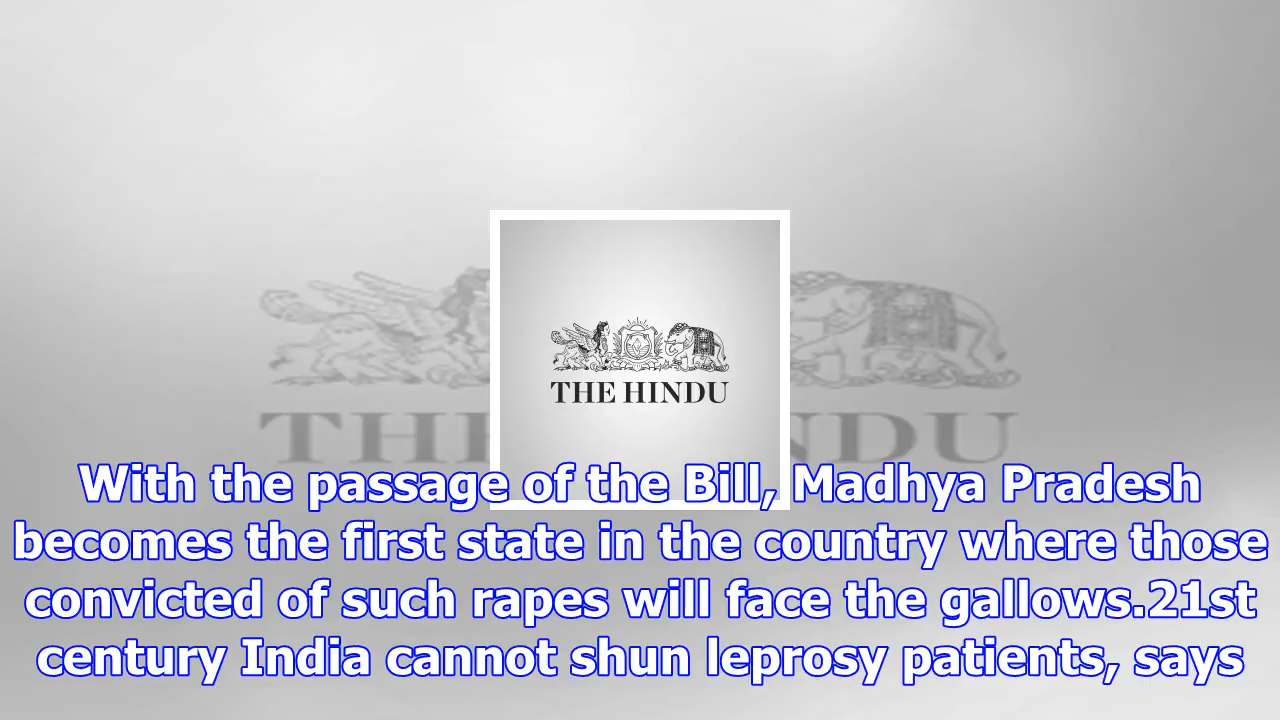 THE HINDU
With the passage of the Bill, Madhya Pradesh
becomes the first state in the country where those
convicted of such rapes will face the gallows.21st
century India cannot shun leprosy patients, says